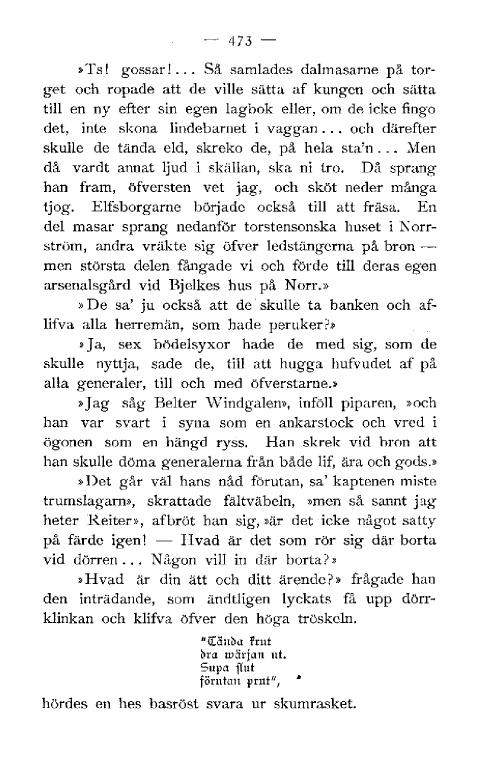 — 473 —
»Ts! gossar!... Så samlades dalmasarne på tor-
get och ropade att de ville sätta af kungen och sätta
till en ny efter sin egen lagbok eller, om de icke fingo
det, inte skona lindebarnet i vaggan... och därefter
skulle de tända eld, skreko de, på hela sta'n... Men
då vardt annat ljud i skällan, ska ni tro. Då sprang
han fram, öfversten vet jag, och sköt neder många
tjog. Elfsborgarne började också till att fräsa. En
del masar sprang nedanför torstensonska huset i Norr-
ström, andra vräkte sig öfver ledstängerna på bron —
men största delen fångade vi och förde till deras egen
arsenalsgård vid Bjelkes hus på Norr.»
»De sa' ju också att de skulle ta banken och af-
lifva alla herremän, som hade peruker?»
»Ja, sex bödelsyxor hade de med sig, som de
skulle nyttja, sade de, till att hugga hufvudet af på
alla generaler, till och med öfverstarne.»
»Jag såg Belter Windgalen», inföll piparen, »och
han var svart i syna som en ankarstock och vred i
ögonen som en hängd ryss. Han skrek vid bron att
han skulle döma generalerna från både lif, ära och gods.»
»Det går väl hans nåd förutan, sa' kaptenen miste
trumslagarn», skrattade fältväbeln, »men så sannt jag
heter Reiter», afbröt han sig, »är det icke något satty
på färde igen! — Hvad är det som rör sig där borta
vid dörren... Någon vill in där borta?»
»Hvad är din ätt och ditt ärende?» frågade han
den inträdande, som ändtligen lyckats få upp dörr-
klinkan och klifva öfver den höga tröskeln.
"Tända krut
dra wärjan ut.
Supa slut
förutan prut",
hördes en hes basröst svara ur skumrasket.